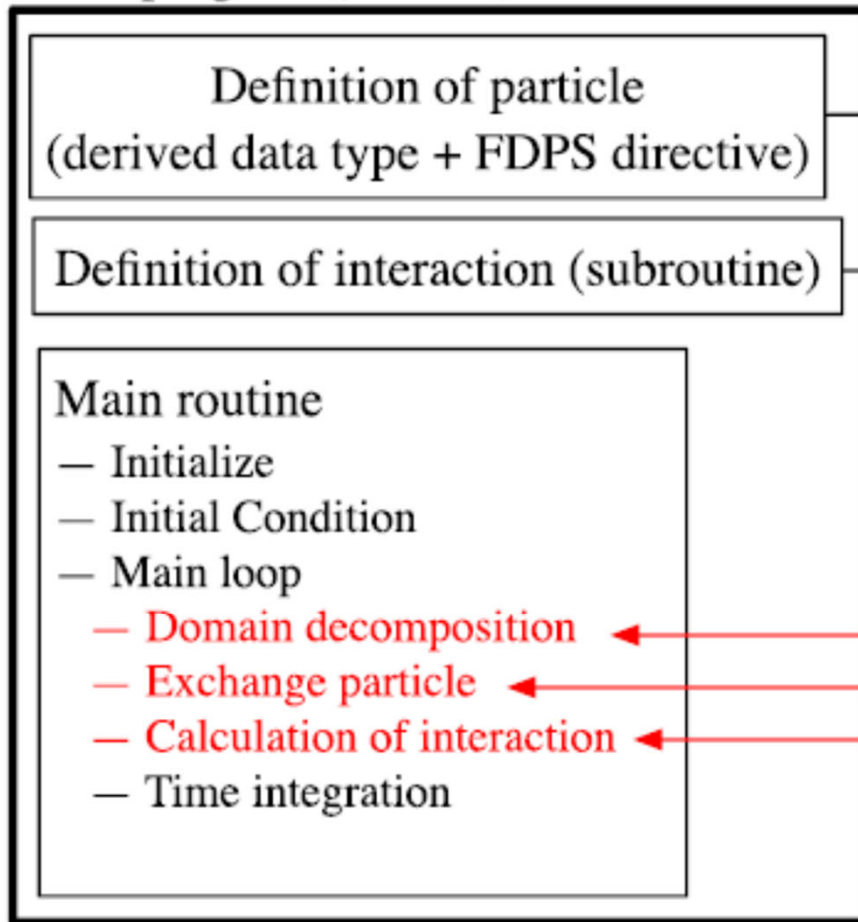 Definition of particle
(derived data type + FDPS directive)
Definition of interaction (subroutine)
Main routine
— Initialize
— Initial Condition
— Main loop
— Domain decomposition
— Exchange particle
— Calculation of interaction
— Time integration